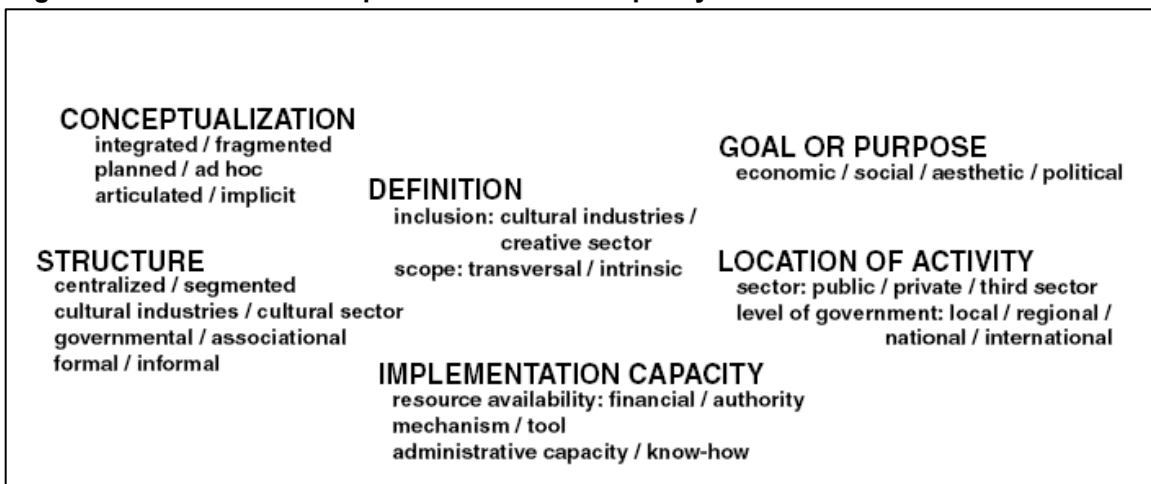 CONCEPTUALIZATION
integrated / fragmented
planned / ad hoc
articulated / implicit
GOAL OR PURPOSE
economic / social / aesthetic / political
DEFINITION
inclusion: cultural industries /
creative sector
scope: transversal / intrinsic
STRUCTURE
centralized / segmented
cultural industries / cultural sector
governmental / associational
formal / informal
LOCATION OF ACTIVITY
sector: public / private / third sector
level of government: local / regional /
national / international
IMPLEMENTATION CAPACITY
resource availability: financial / authority
mechanism / tool
administrative capacity / know-how